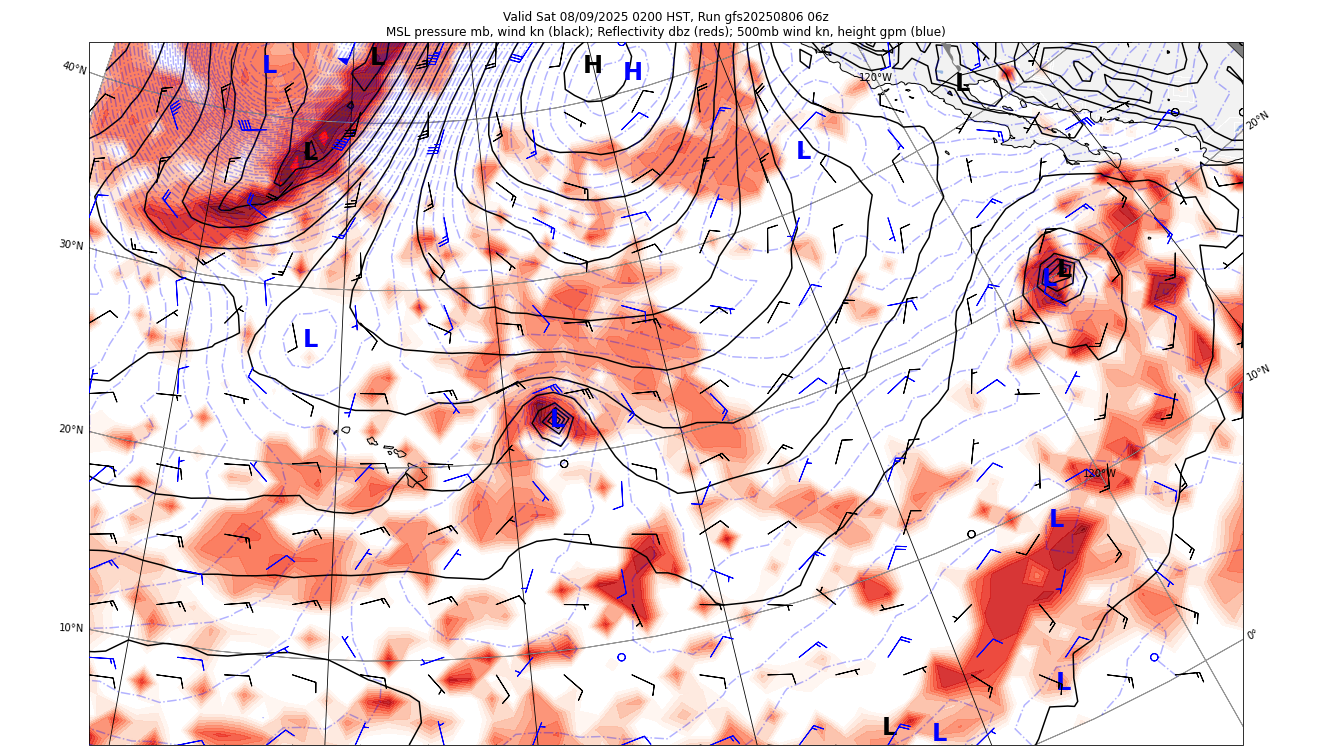 Valid Sat 08/09/2025 0200 HST, Run gfs20250806 06z
MSL pressure mb, wind kn (black); Reflectivity dbz (reds); 500mb wind kn, height gpm (blue)
L
L
H
H
40°N
120°W
L
20°N
L
L
30°N
L
L
L
10°N
L
20°N
120°W
L
10°N
0°
L
L
L